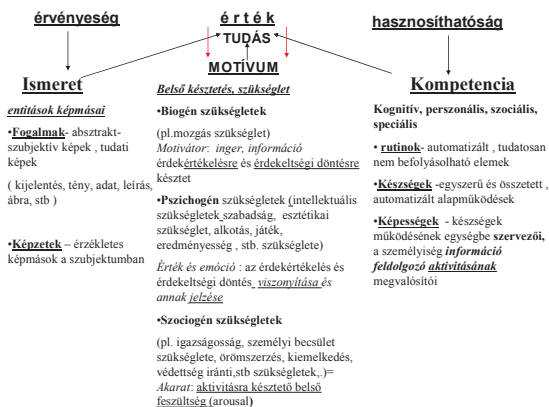 érvényeség
érték
hasznosíthatóság
TUDÁS
MOTÍVUM
Ismeret
entitások képmásai
•Fogalmak- absztrakt-
szubjektív képek , tudati
képek
( kijelentés, tény, adat, leírás,
ábra, stb )
•Képzetek – érzékletes
képmások a szubjektumban
Belső késztetés, szükséglet
•Biogén szükségletek
(pl.mozgás szükséglet)
Motivátor: inger, információ
érdekértékelésre és érdekeltségi döntésre
késztet
•Pszichogén szükségletek (intellektuális
szükségletek szabadság, esztétikai
szükséglet, alkotás, játék,
eredményesség , stb. szükséglete)
Érték és emóció : az érdekértékelés és
érdekeltségi döntés viszonyítása és
annak jelzése
•Szociogén szükségletek
(pl. igazságosság, személyi becsület
szükséglete, örömszerzés, kiemelkedés,
védettség iránti,stb szükségletek,.)=
Akarat: aktivitásra késztető belső
feszültség (arousal)
Kompetencia
Kognitív, perszonális, szociális,
speciális
• rutinok- automatizált , tudatosan
nem befolyásolható elemek
•Készségek -egyszerű és összetett ,
automatizált alapműködések
•Képességek - készségek
működésének egységbe szervezői,
a személyiség információ
feldolgozó aktivitásának
megvalósítói